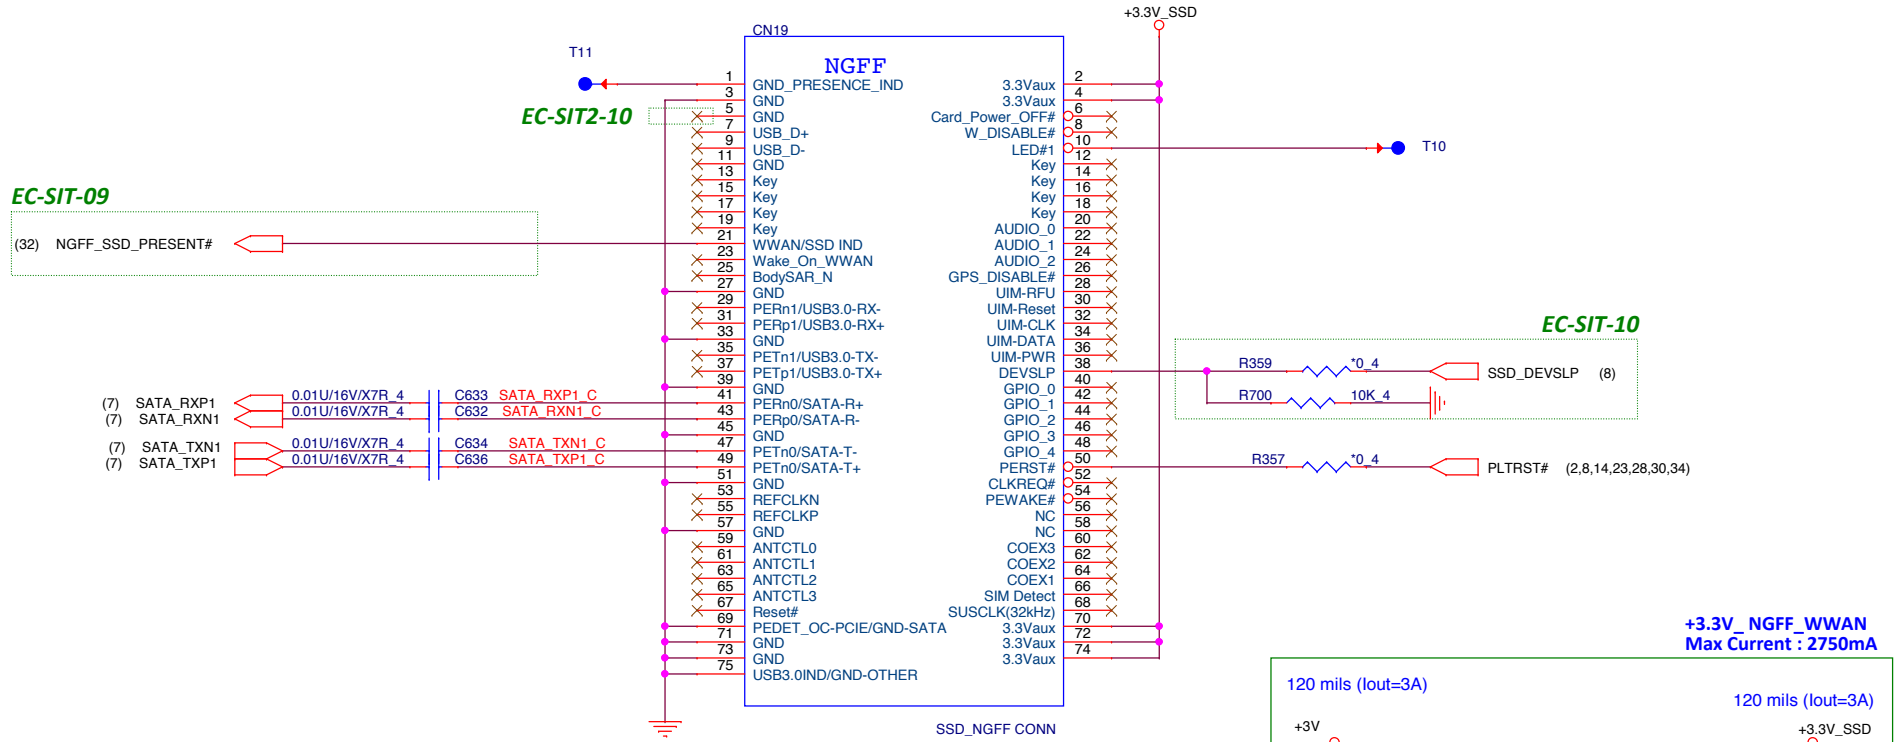 +3.3V_SSD
CN19
NGFF
T11
EC-SIT2-10
EC-SIT-09
(32) NGFF_SSD_PRESENT#
T10
1 GND_PRESENCE_IND
3 GND
5 GND
7 USB_D+
9 USB_D-
11 GND
13 Key
15 Key
17 Key
19 Key
21 WWAN/SSD IND
23 Wake_On_WWAN
25 BodySAR_N
27 GND
29 PERn1/USB3.0-RX-
31 PERp1/USB3.0-RX+
33 GND
35 PETn1/USB3.0-TX-
37 PETp1/USB3.0-TX+
39 GND
41 PERn0/SATA-R+
43 PERp0/SATA-R-
45 GND
47 PETn0/SATA-T-
49 PETn0/SATA-T+
51 GND
53 REFCLKN
55 REFCLKP
57 GND
59 ANTCTL0
61 ANTCTL1
63 ANTCTL2
65 ANTCTL3
67 Reset#
69 PEDET_OC-PCIE/GND-SATA
71 GND
73 GND
75 USB3.0IND/GND-OTHER
3.3Vaux 2
3.3Vaux 4
Card_Power_OFF# 6
W_DISABLE# 8
LED#1 10
Key 12
Key 14
Key 16
Key 18
AUDIO_0 20
AUDIO_1 22
AUDIO_2 24
GPS_DISABLE# 26
UIM-RFU 28
UIM-Reset 30
UIM-CLK 32
UIM-DATA 34
UIM-PWR 36
DEVSLP 38
GPIO_0 40
GPIO_1 42
GPIO_2 44
GPIO_3 46
GPIO_4 48
PERST# 50
CLKREQ# 52
PEWAKE# 54
NC 56
NC 58
COEX3 60
COEX2 62
COEX1 64
SIM Detect 66
SUSCLK(32kHz) 68
3.3Vaux 70
3.3Vaux 72
3.3Vaux 74
(7) SATA_RXP1 0.01U/16V/X7R_4 C633 SATA_RXP1_C
(7) SATA_RXN1 0.01U/16V/X7R_4 C632 SATA_RXN1_C
(7) SATA_TXN1 0.01U/16V/X7R_4 C634 SATA_TXN1_C
(7) SATA_TXP1 0.01U/16V/X7R_4 C636 SATA_TXP1_C
EC-SIT-10
R359 *0_4 SSD_DEVSLP (8)
R700 10K_4
R357 *0_4 PLTRST# (2,8,14,23,28,30,34)
SSD_NGFF CONN
+3.3V_ NGFF_WWAN
Max Current : 2750mA
120 mils (Iout=3A)
120 mils (Iout=3A)
+3V
+3.3V_SSD